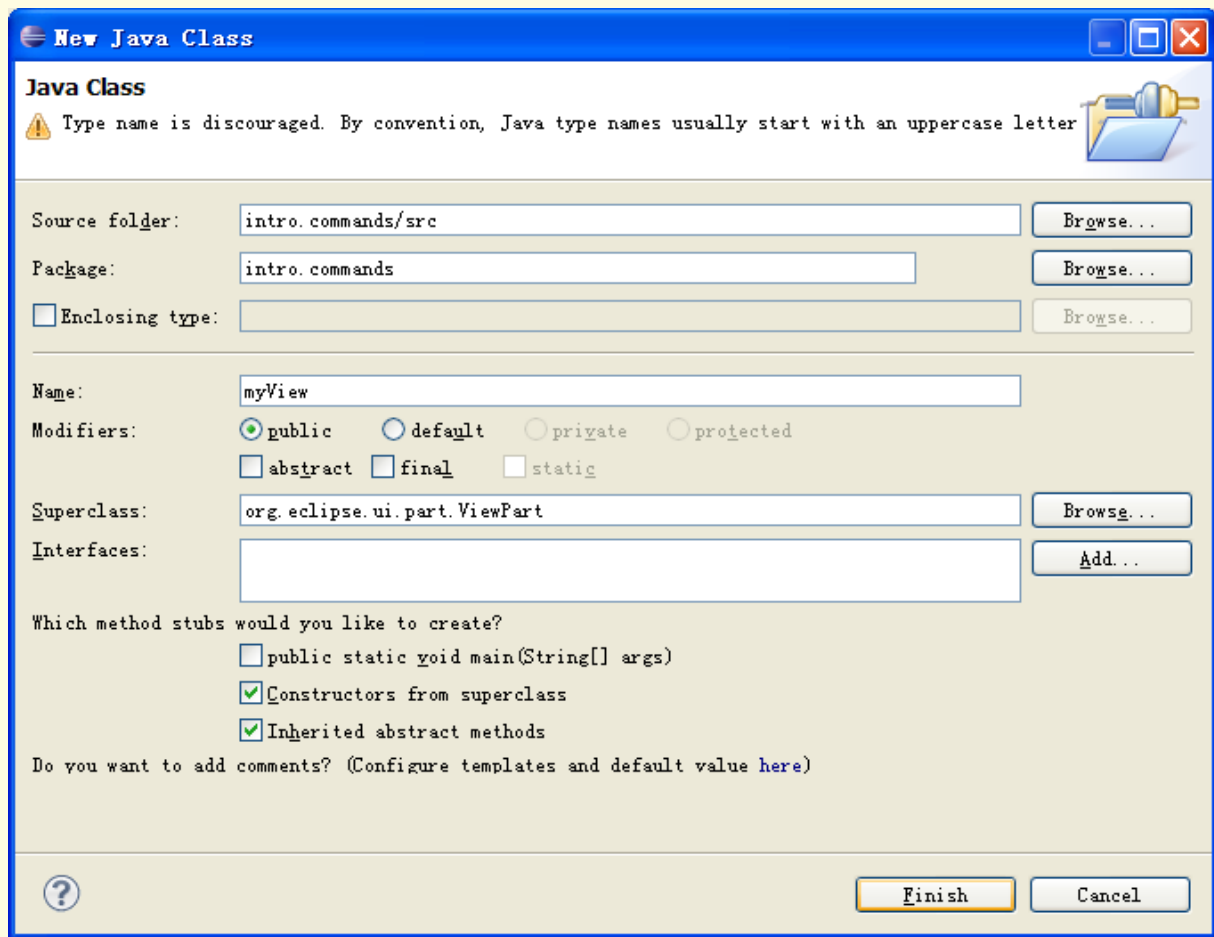 New Java Class
Java Class
Type name is discouraged. By convention, Java type names usually start with an uppercase letter
Source folder: intro.commands/src Browse...
Package: intro.commands Browse...
Enclosing type: Browse...
Name: myView
Modifiers: public default private protected
abstract final static
Superclass: org.eclipse.ui.part.ViewPart Browse...
Interfaces: Add...
Which method stubs would you like to create?
public static void main(String[] args)
Constructors from superclass
Inherited abstract methods
Do you want to add comments? (Configure templates and default value here)
? Finish Cancel